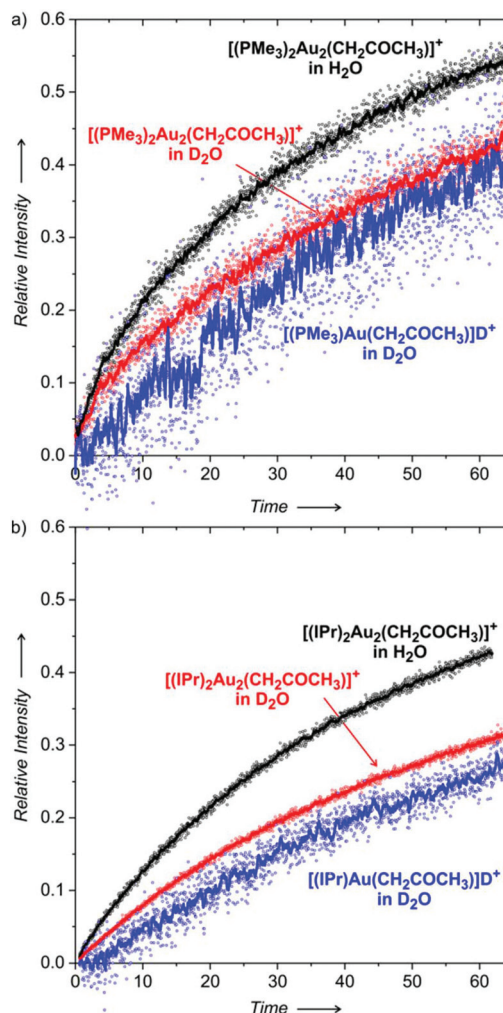 a)
0.6
0.5
0.4
0.3
0.2
0.1
0.0
Relative Intensity
[(PMe₃)₂Au₂(CH₂COCH₃)]⁺
in H₂O
[(PMe₃)₂Au₂(CH₂COCH₃)]⁺
in D₂O
[(PMe₃)Au(CH₂COCH₃)]D⁺
in D₂O
0 10 20 30 40 50 60
Time
b)
0.6
0.5
0.4
0.3
0.2
0.1
0.0
Relative Intensity
[(IPr)₂Au₂(CH₂COCH₃)]⁺
in H₂O
[(IPr)₂Au₂(CH₂COCH₃)]⁺
in D₂O
[(IPr)Au(CH₂COCH₃)]D⁺
in D₂O
0 10 20 30 40 50 60
Time